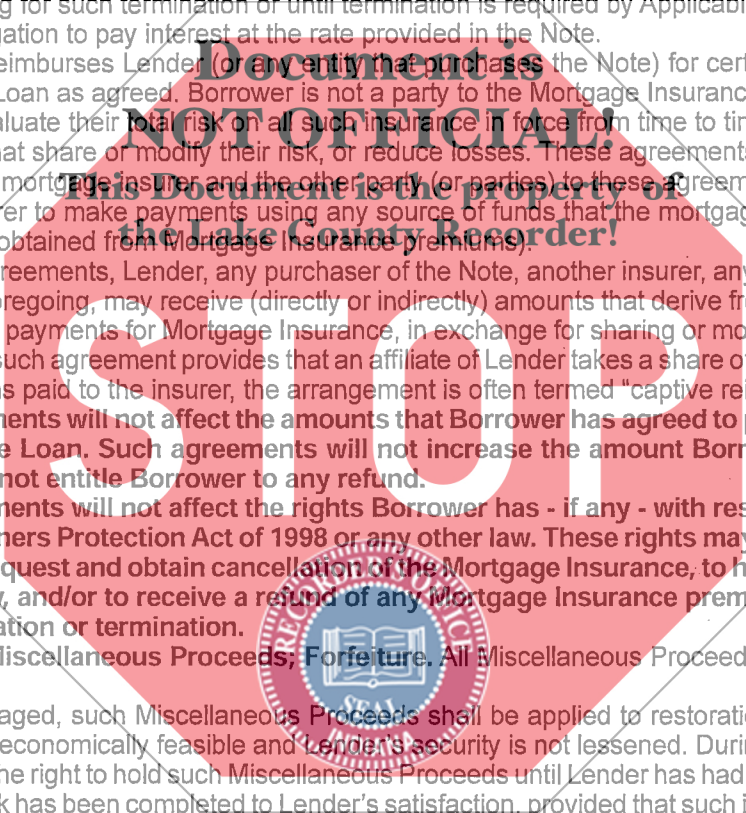 g for such termination or until termination is required by Applicabl
ation to pay interest at the rate provided in the Note.
eimburses Lender (or any entity that purchases the Note) for cert
Loan as agreed. Borrower is not a party to the Mortgage Insuranc
aluate their total risk on all such insurance in force from time to tim
at share or modify their risk, or reduce losses. These agreements
mortgage insurer and the other party (or parties) to these agreem
er to make payments using any source of funds that the mortgag
obtained from Mortgage Insurance premiums).
reements, Lender, any purchaser of the Note, another insurer, any
regoing, may receive (directly or indirectly) amounts that derive fr
payments for Mortgage Insurance, in exchange for sharing or mo
such agreement provides that an affiliate of Lender takes a share o
s paid to the insurer, the arrangement is often termed "captive rei
ments will not affect the amounts that Borrower has agreed to p
e Loan. Such agreements will not increase the amount Borr
not entitle Borrower to any refund.
ments will not affect the rights Borrower has - if any - with res
ners Protection Act of 1998 or any other law. These rights may
quest and obtain cancellation of the Mortgage Insurance, to h
, and/or to receive a refund of any Mortgage Insurance prem
ation or termination.
Miscellaneous Proceeds; Forfeiture. All Miscellaneous Proceed
aged, such Miscellaneous Proceeds shall be applied to restorati
economically feasible and Lender's security is not lessened. Durin
he right to hold such Miscellaneous Proceeds until Lender has had
k has been completed to Lender's satisfaction, provided that such i
Document is
NOT OFFICIAL!
This Document is the property of
the Lake County Recorder!
STOP
RECORDER'S OFFICE
SEAL
INDIANA